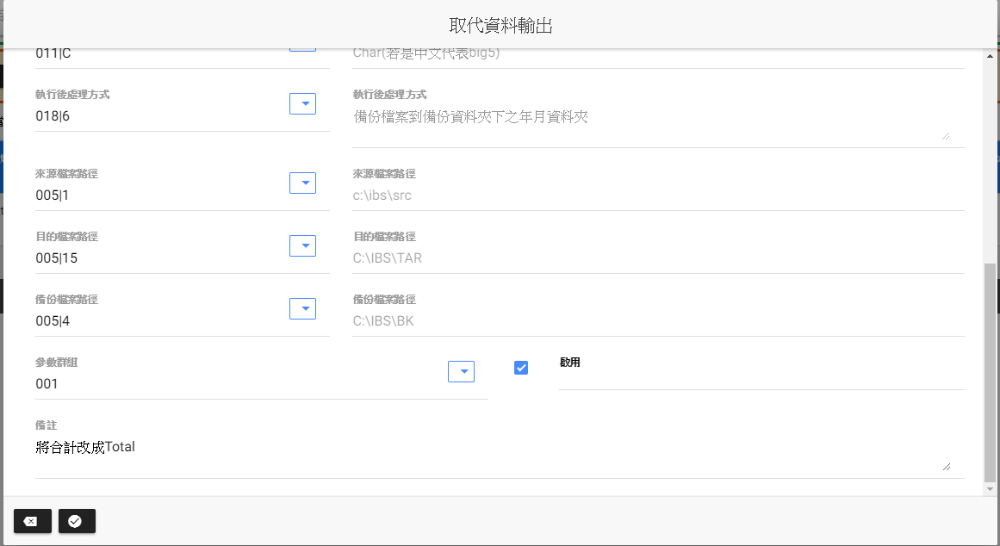 取代資料輸出
011|C
Char(若是中文代表big5)
執行後處理方式
執行後處理方式
018|6
備份檔案到備份資料夾下之年月資料夾
來源檔案路徑
來源檔案路徑
005|1
c:\ibs\src
目的檔案路徑
目的檔案路徑
005|15
C:\IBS\TAR
備份檔案路徑
備份檔案路徑
005|4
C:\IBS\BK
參數群組
啟用
001
備註
將合計改成Total